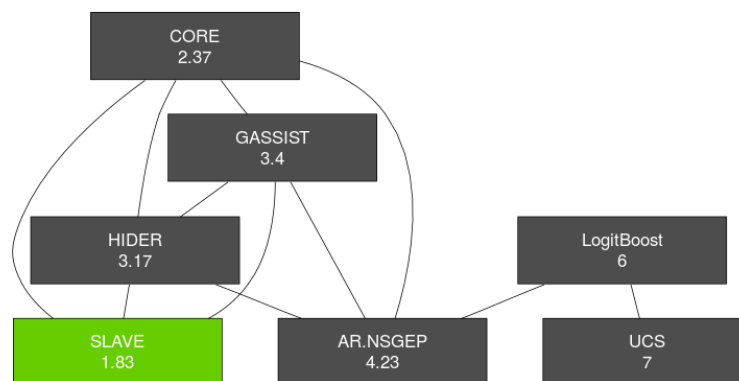 CORE
2.37
GASSIST
3.4
HIDER
3.17
LogitBoost
6
SLAVE
1.83
AR.NSGEP
4.23
UCS
7